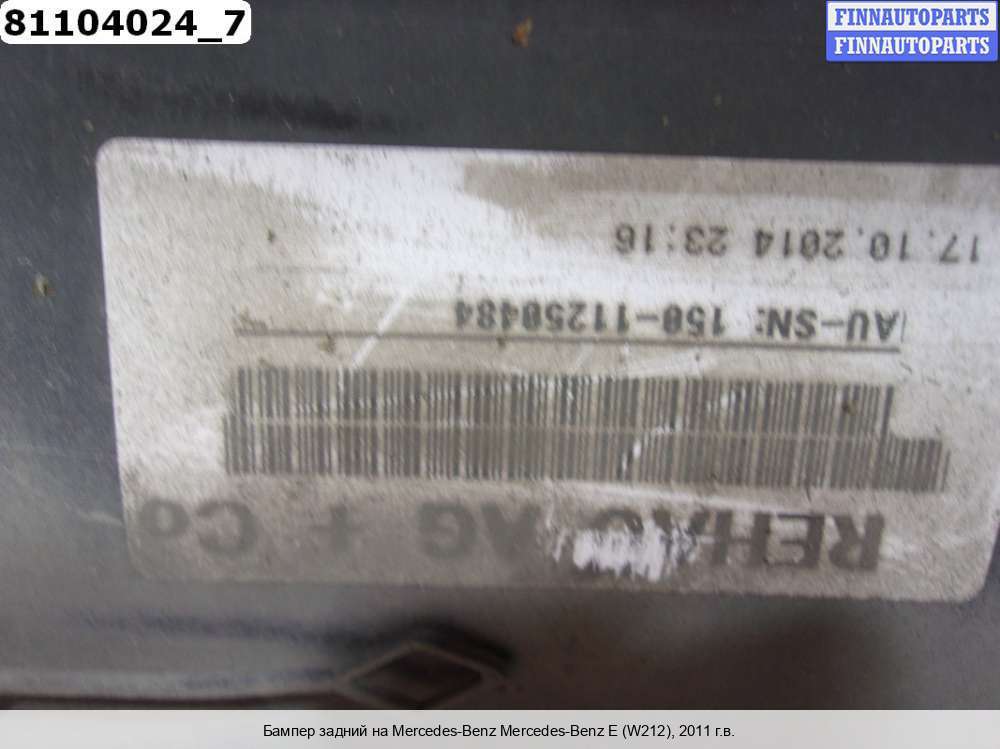 81104024_7
FINNAUTOPARTS
FINNAUTOPARTS
REHAU AG + Co
AU-SN: 150-11250484
17.10.2014 23:16
Бампер задний на Mercedes-Benz Mercedes-Benz E (W212), 2011 г.в.